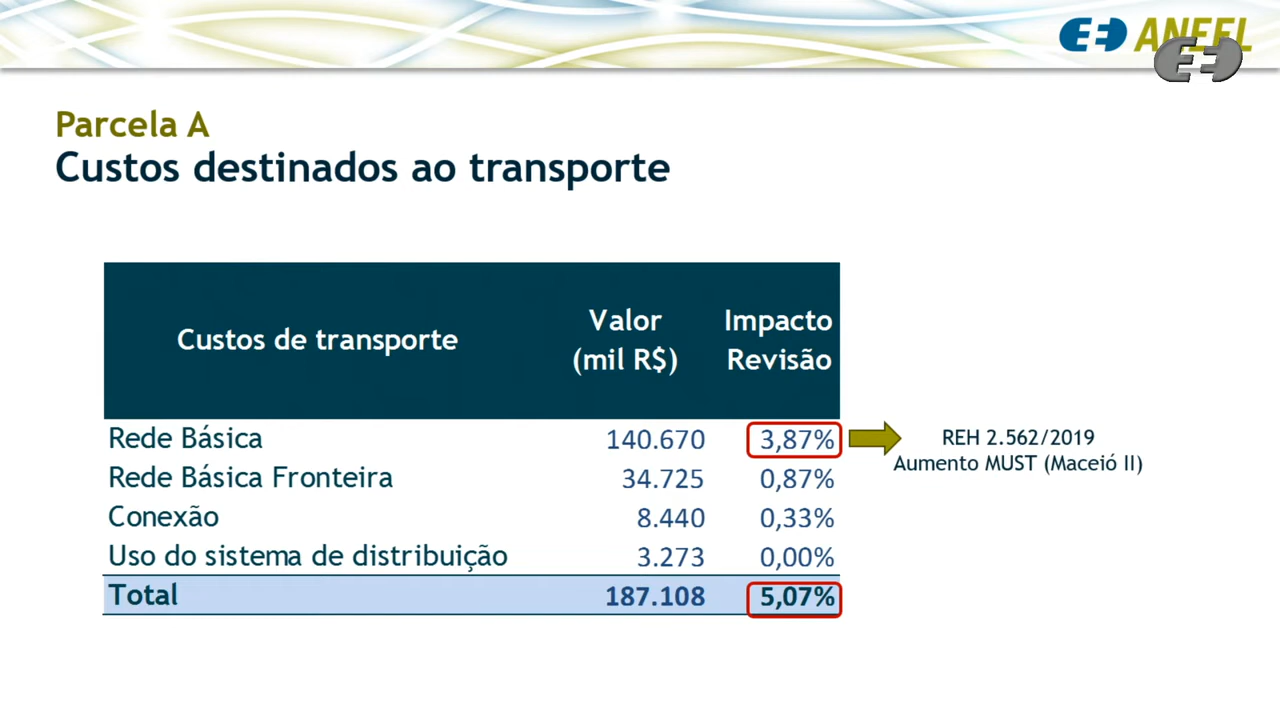 ANEEL
Parcela A
Custos destinados ao transporte
Custos de transporte
Valor
(mil R$)
Impacto
Revisão
Rede Básica 140.670 3,87%
REH 2.562/2019
Aumento MUST (Maceió II)
Rede Básica Fronteira 34.725 0,87%
Conexão 8.440 0,33%
Uso do sistema de distribuição 3.273 0,00%
Total 187.108 5,07%